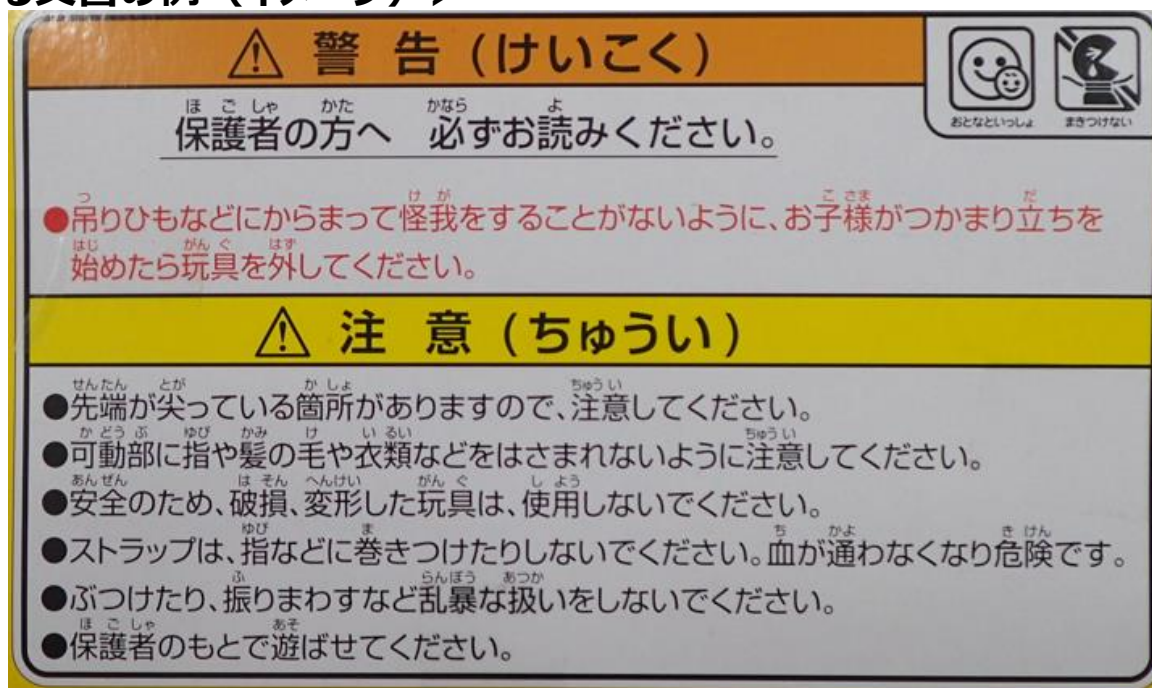 ⚠ 警告（けいこく）
おとなといっしょ まきつけない
保護者の方へ 必ずお読みください。
●吊りひもなどにからまって怪我をすることがないように、お子様がつかまり立ちを
始めたら玩具を外してください。
⚠ 注意（ちゅうい）
●先端が尖っている箇所がありますので、注意してください。
●可動部に指や髪の毛や衣類などをはさまれないように注意してください。
●安全のため、破損、変形した玩具は、使用しないでください。
●ストラップは、指などに巻きつけたりしないでください。血が通わなくなり危険です。
●ぶつけたり、振りまわすなど乱暴な扱いをしないでください。
●保護者のもとで遊ばせてください。